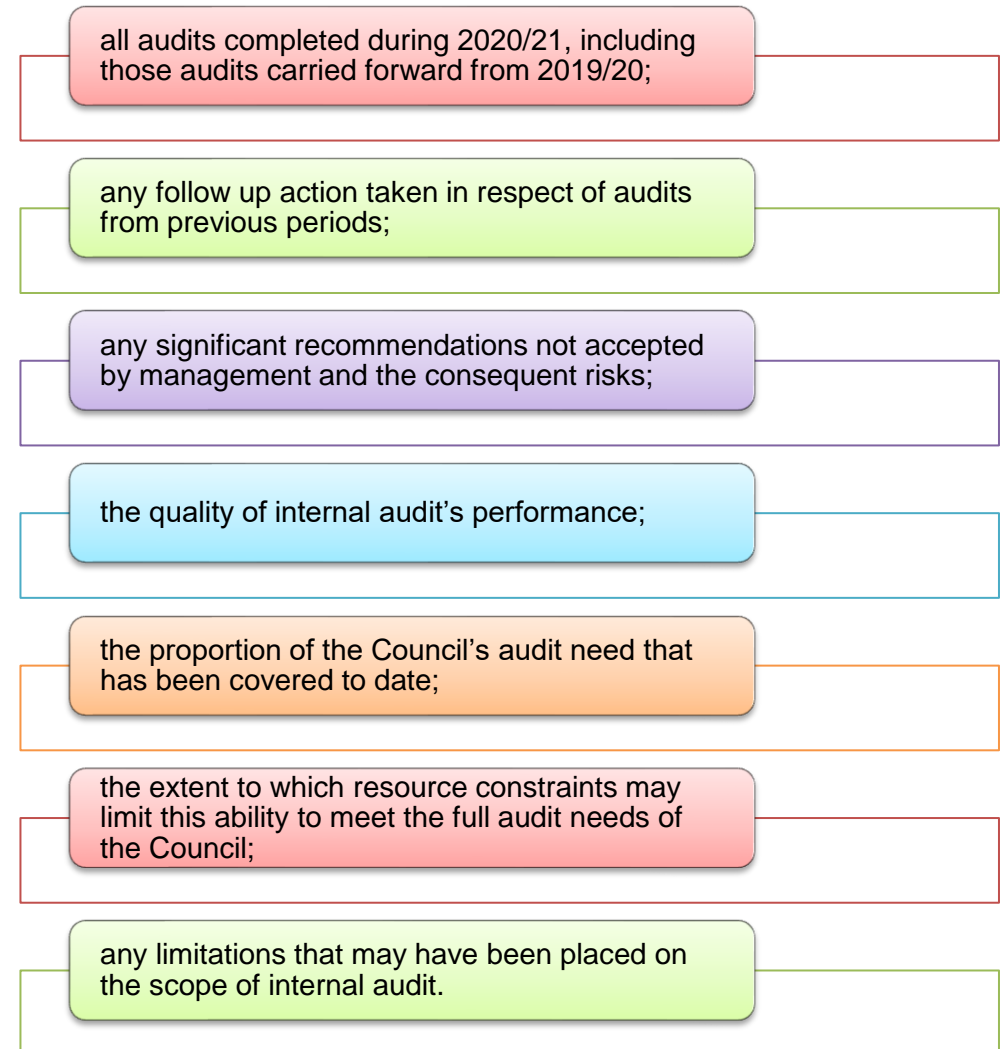 all audits completed during 2020/21, including
those audits carried forward from 2019/20;
any follow up action taken in respect of audits
from previous periods;
any significant recommendations not accepted
by management and the consequent risks;
the quality of internal audit’s performance;
the proportion of the Council’s audit need that
has been covered to date;
the extent to which resource constraints may
limit this ability to meet the full audit needs of
the Council;
any limitations that may have been placed on
the scope of internal audit.